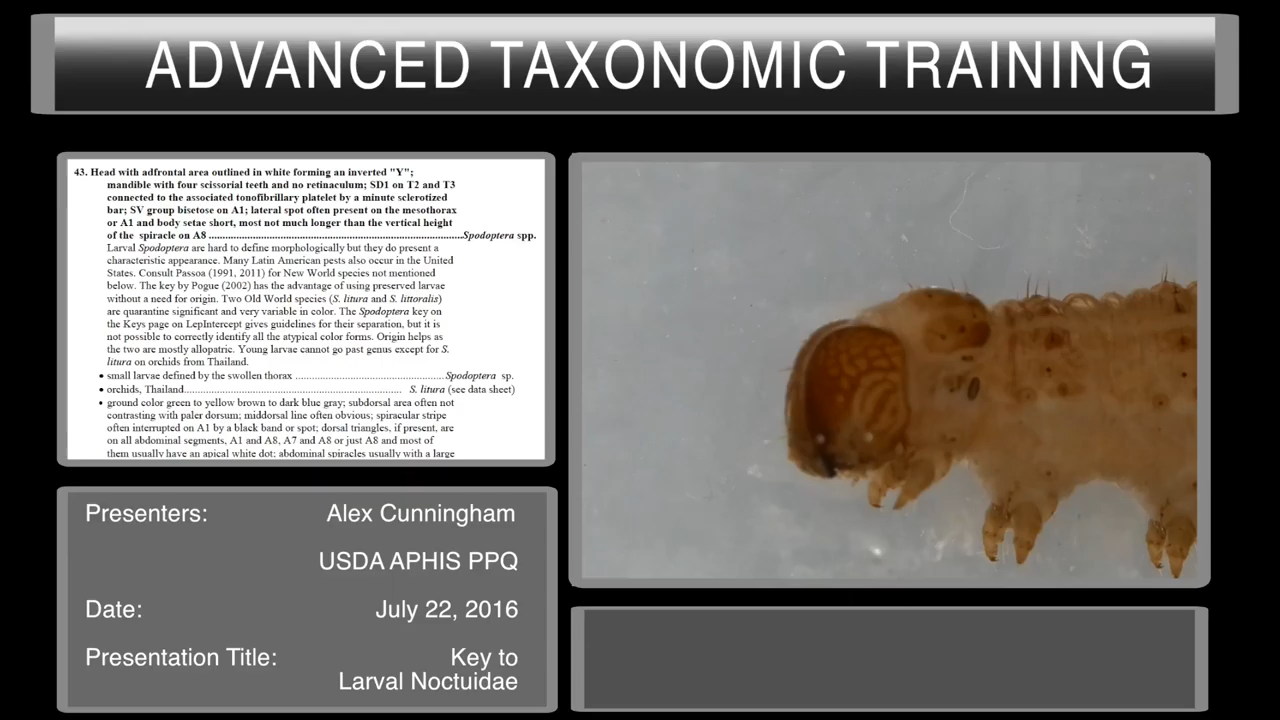 ADVANCED TAXONOMIC TRAINING
43. Head with adfrontal area outlined in white forming an inverted "Y";
mandible with four scissorial teeth and no retinaculum; SD1 on T2 and T3
connected to the associated tonofibrillary platelet by a minute sclerotized
bar; SV group bisetose on A1; lateral spot often present on the mesothorax
or A1 and body setae short, most not much longer than the vertical height
of the spiracle on A8 ..........................................................................Spodoptera spp.
Larval Spodoptera are hard to define morphologically but they do present a
characteristic appearance. Many Latin American pests also occur in the United
States. Consult Passoa (1991, 2011) for New World species not mentioned
below. The key by Pogue (2002) has the advantage of using preserved larvae
without a need for origin. Two Old World species (S. litura and S. littoralis)
are quarantine significant and very variable in color. The Spodoptera key on
the Keys page on LepIntercept gives guidelines for their separation, but it is
not possible to correctly identify all the atypical color forms. Origin helps as
the two are mostly allopatric. Young larvae cannot go past genus except for S.
litura on orchids from Thailand.
• small larvae defined by the swollen thorax ............................................Spodoptera sp.
• orchids, Thailand................................................................ S. litura (see data sheet)
• ground color green to yellow brown to dark blue gray; subdorsal area often not
contrasting with paler dorsum; middorsal line often obvious; spiracular stripe
often interrupted on A1 by a black band or spot; dorsal triangles, if present, are
on all abdominal segments, A1 and A8, A7 and A8 or just A8 and most of
them usually have an apical white dot; abdominal spiracles usually with a large
Presenters: Alex Cunningham
USDA APHIS PPQ
Date: July 22, 2016
Presentation Title: Key to
Larval Noctuidae